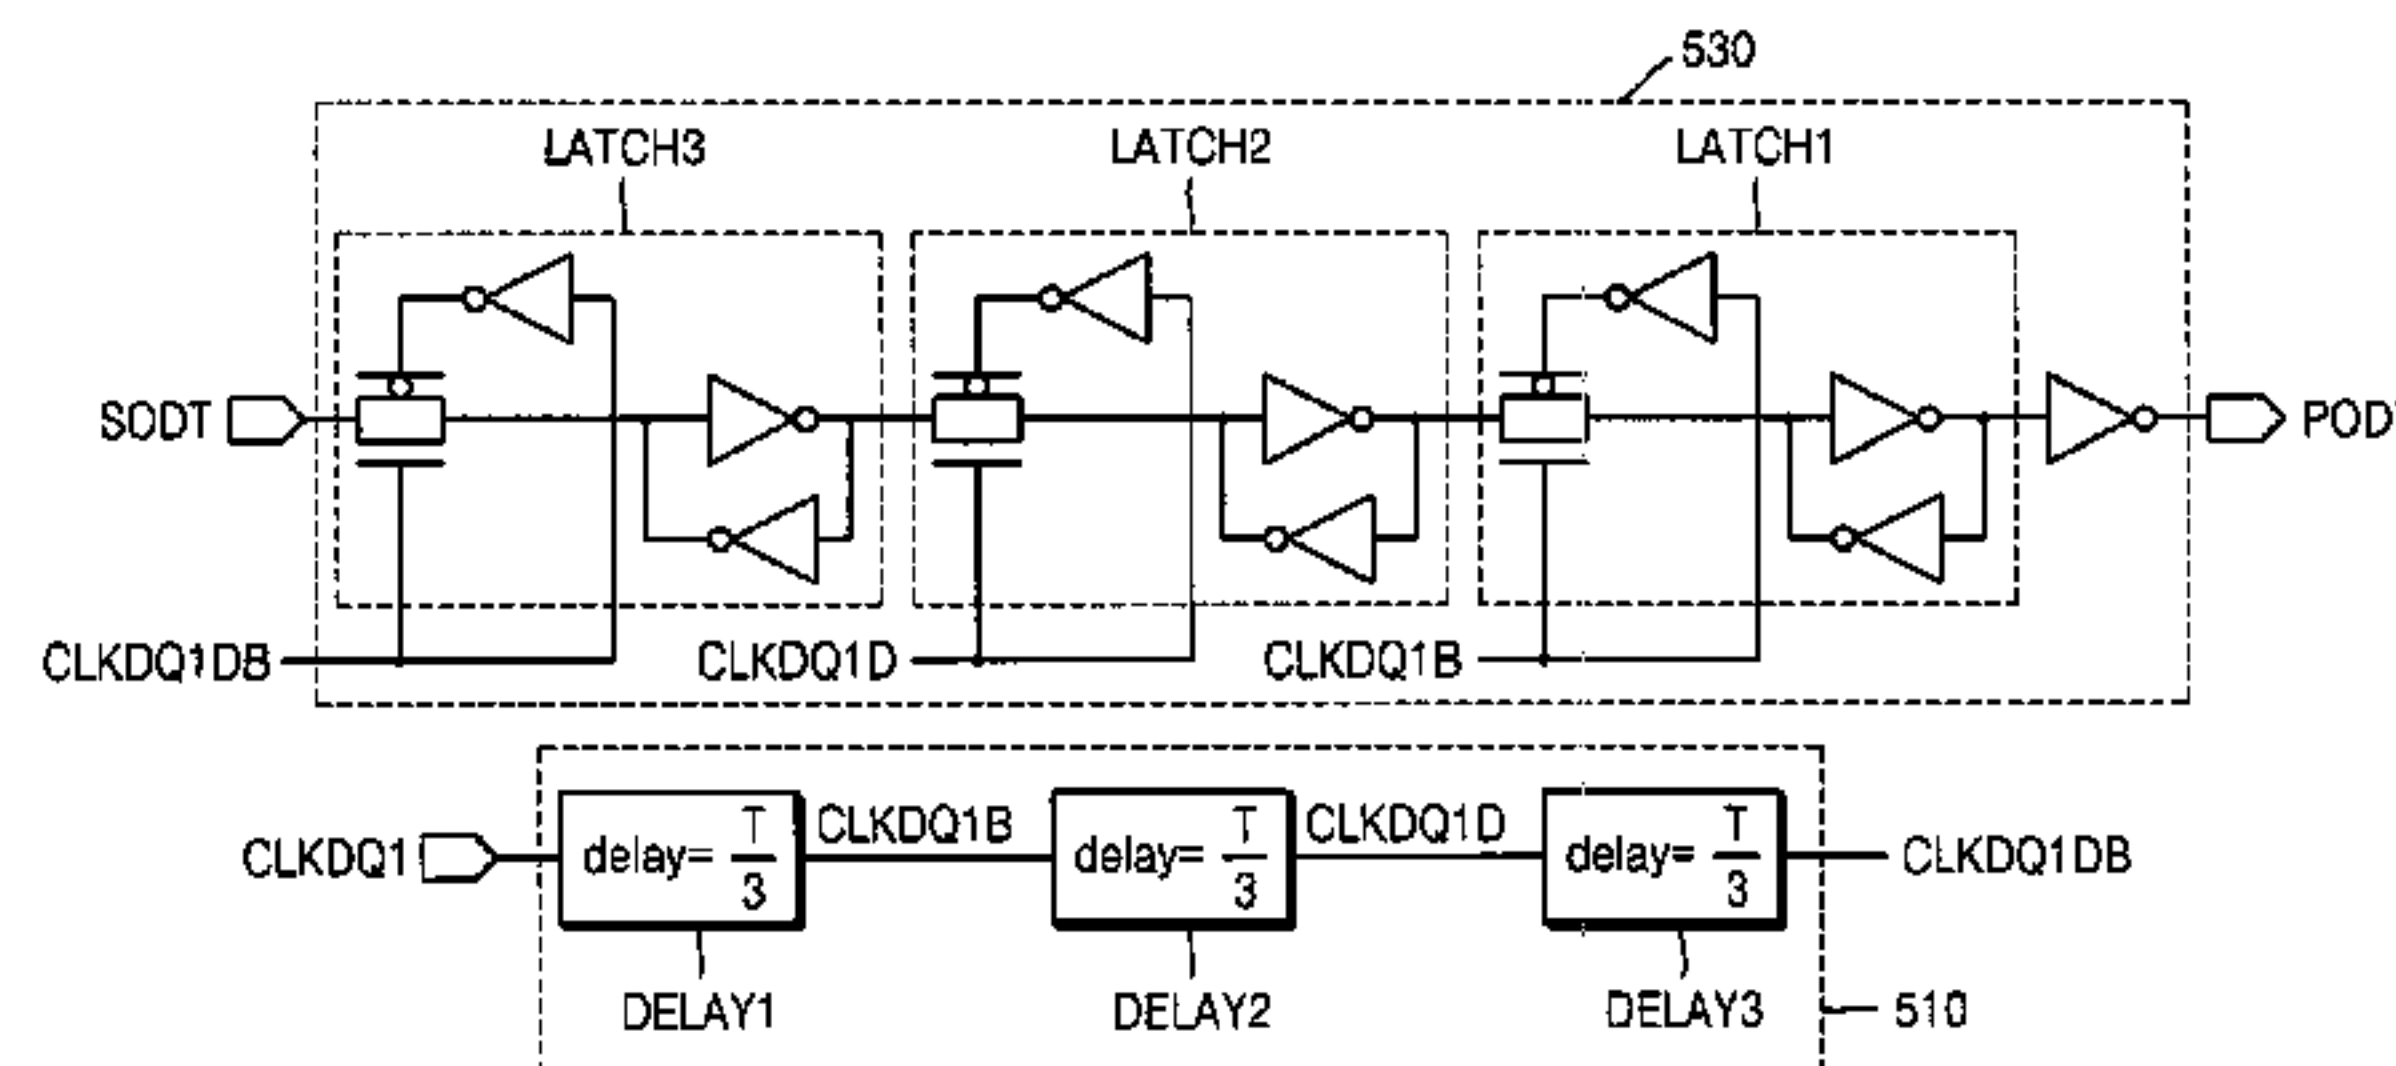 530
LATCH3 LATCH2 LATCH1
SODT
POD
CLKDQ1DB CLKDQ1D CLKDQ1B
CLKDQ1 delay= T/3 CLKDQ1B delay= T/3 CLKDQ1D delay= T/3 CLKDQ1DB
DELAY1 DELAY2 DELAY3 510